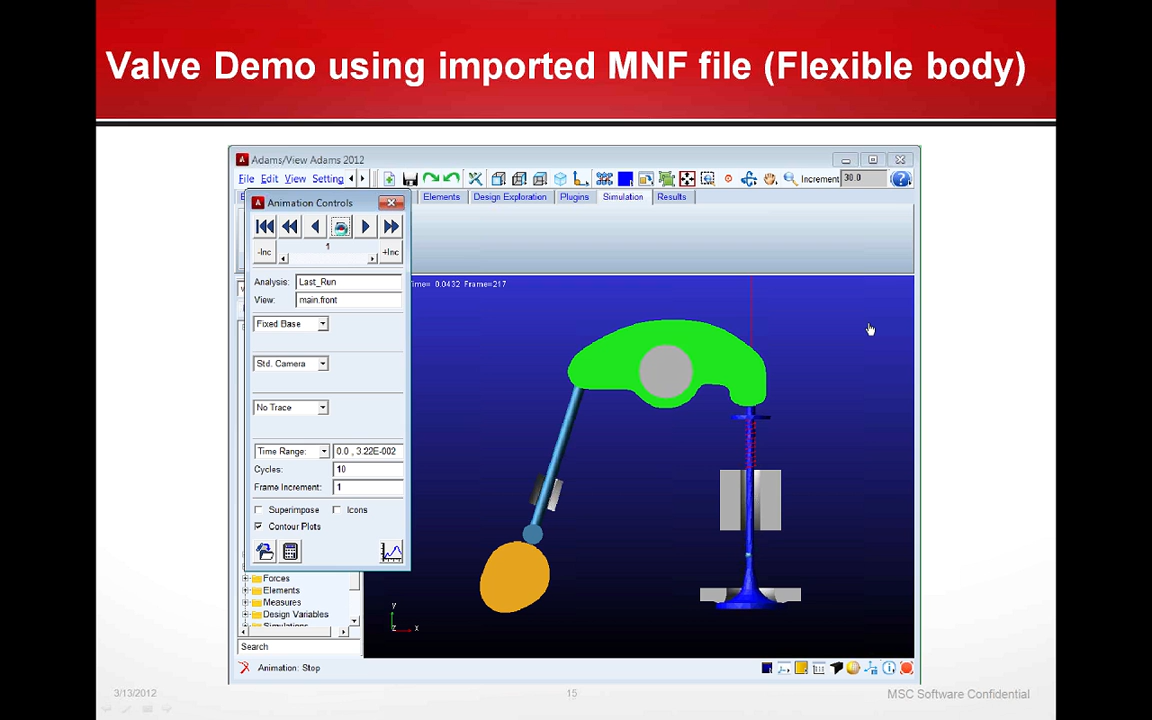 Valve Demo using imported MNF file (Flexible body)
Adams/View Adams 2012
File Edit View Setting Increment 30.0
Elements Design Exploration Plugins Simulation Results
Animation Controls
1
-Inc +Inc
Analysis: Last_Run
View: main.front
Fixed Base
Std. Camera
No Trace
Time Range: 0.0 , 3.22E-002
Cycles: 10
Frame Increment: 1
Superimpose Icons
Contour Plots
Time= 0.0432 Frame=217
Forces
Elements
Measures
Design Variables
Simulations
Search
Animation: Stop
y
z x
3/13/2012 15 MSC Software Confidential